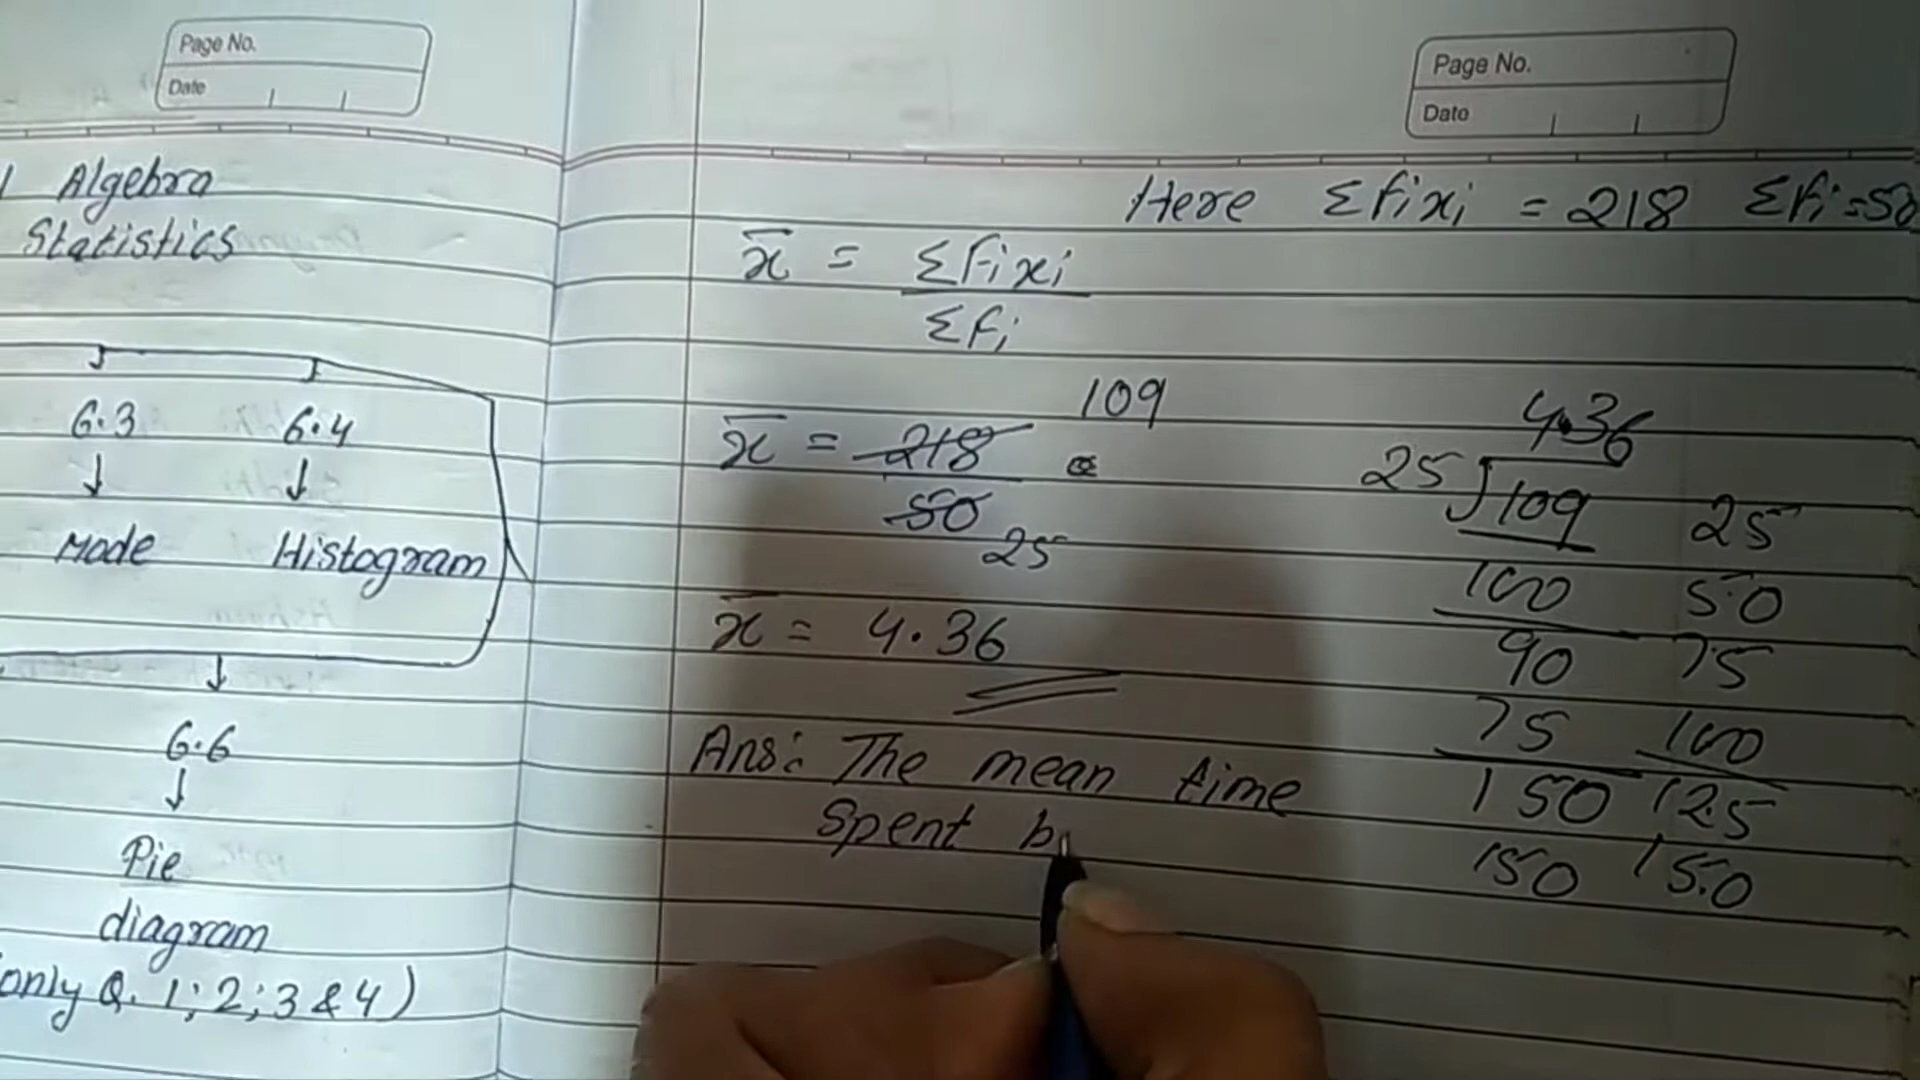 Page No.
Date
Algebra
Statistics
6.3 6.4
↓ ↓
Mode Histogram
↓
6.6
↓
Pie
diagram
(only Q. 1; 2; 3 & 4)
Page No.
Date
Here Σfixi = 218 Σfi = 50
x̄ = Σfixi
Σfi
109
x̄ = 218
50
25
x̄ = 4.36
Ans: The mean time
Spent b
4.36
25 109
100
90
75
150
150
25
50
75
100
125
150